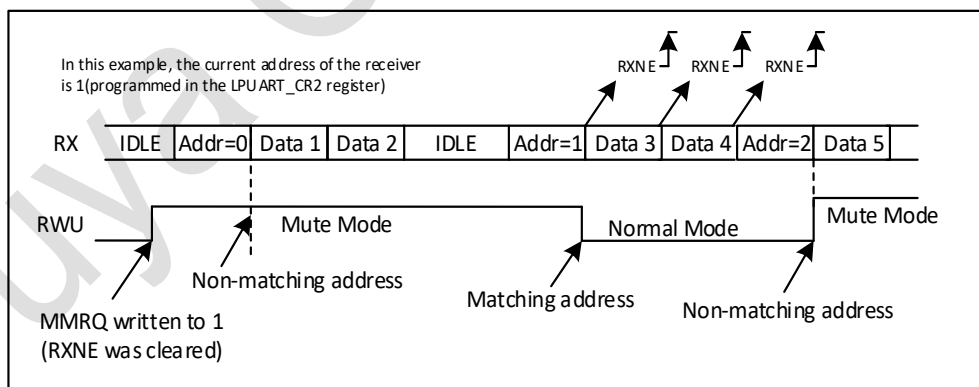 In this example, the current address of the receiver
is 1(programmed in the LPUART_CR2 register)
RXNE RXNE RXNE
RX IDLE Addr=0 Data 1 Data 2 IDLE Addr=1 Data 3 Data 4 Addr=2 Data 5
RWU Mute Mode Normal Mode Mute Mode
Non-matching address Matching address Non-matching address
MMRQ written to 1
(RXNE was cleared)